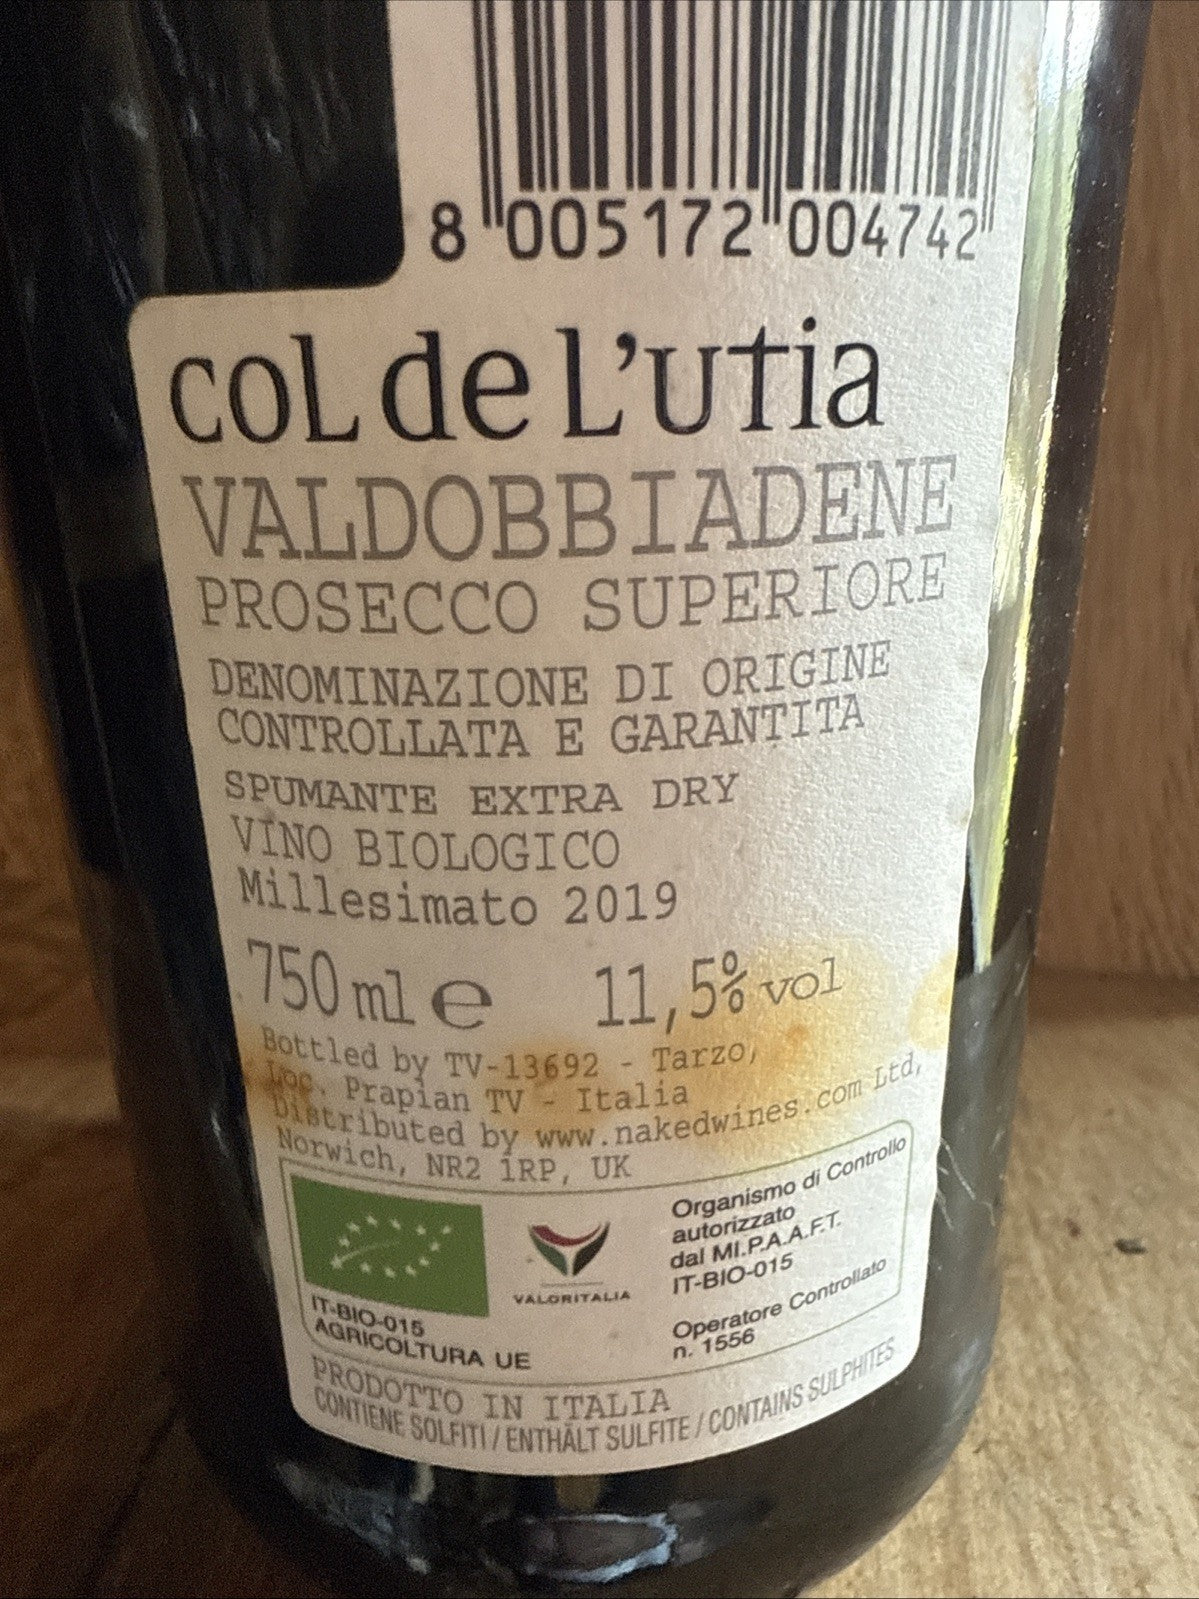 8 005172 004742
coL de L'utia
VALDOBBIADENE
PROSECCO SUPERIORE
DENOMINAZIONE DI ORIGINE
CONTROLLATA E GARANTITA
SPUMANTE EXTRA DRY
VINO BIOLOGICO
Millesimato 2019
750 ml e 11,5% vol
Bottled by TV-13692 - Tarzo,
Loc. Prapian TV - Italia
Distributed by www.nakedwines.com Ltd,
Norwich, NR2 1RP, UK
IT-BIO-015
AGRICOLTURA UE
VALORITALIA
Organismo di Controllo
autorizzato
dal MI.P.A.A.F.T.
IT-BIO-015
Operatore Controllato
n. 1556
PRODOTTO IN ITALIA
CONTIENE SOLFITI / ENTHÄLT SULFITE / CONTAINS SULPHITES